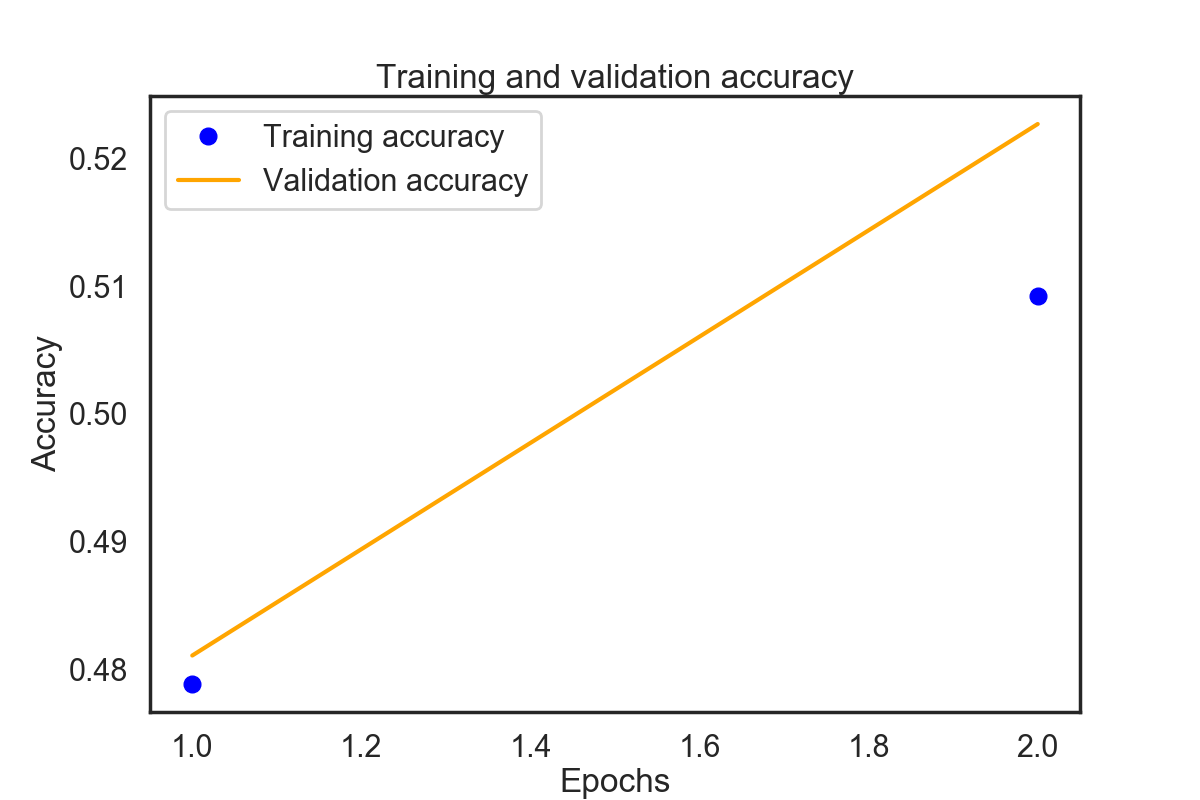 Training and validation accuracy
Training accuracy
Validation accuracy
0.52
0.51
0.50
0.49
0.48
Accuracy
1.0 1.2 1.4 1.6 1.8 2.0
Epochs